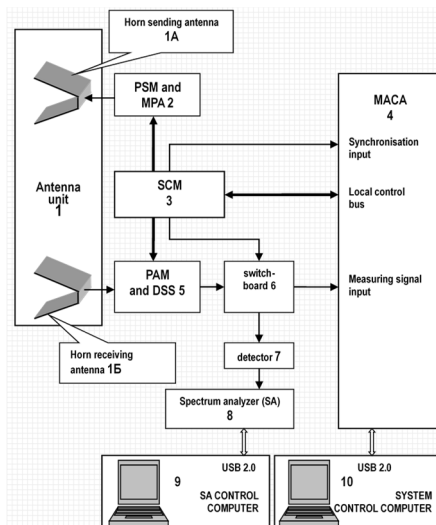 Horn sending antenna
1A
PSM and
MPA 2
MACA
4
Synchronisation
input
SCM
3
Local control
bus
Antenna
unit
1
PAM
and DSS 5
switch-
board 6
Measuring signal
input
Horn receiving
antenna 1Б
detector 7
Spectrum analyzer (SA)
8
9
USB 2.0
SA CONTROL
COMPUTER
10
USB 2.0
SYSTEM
CONTROL COMPUTER